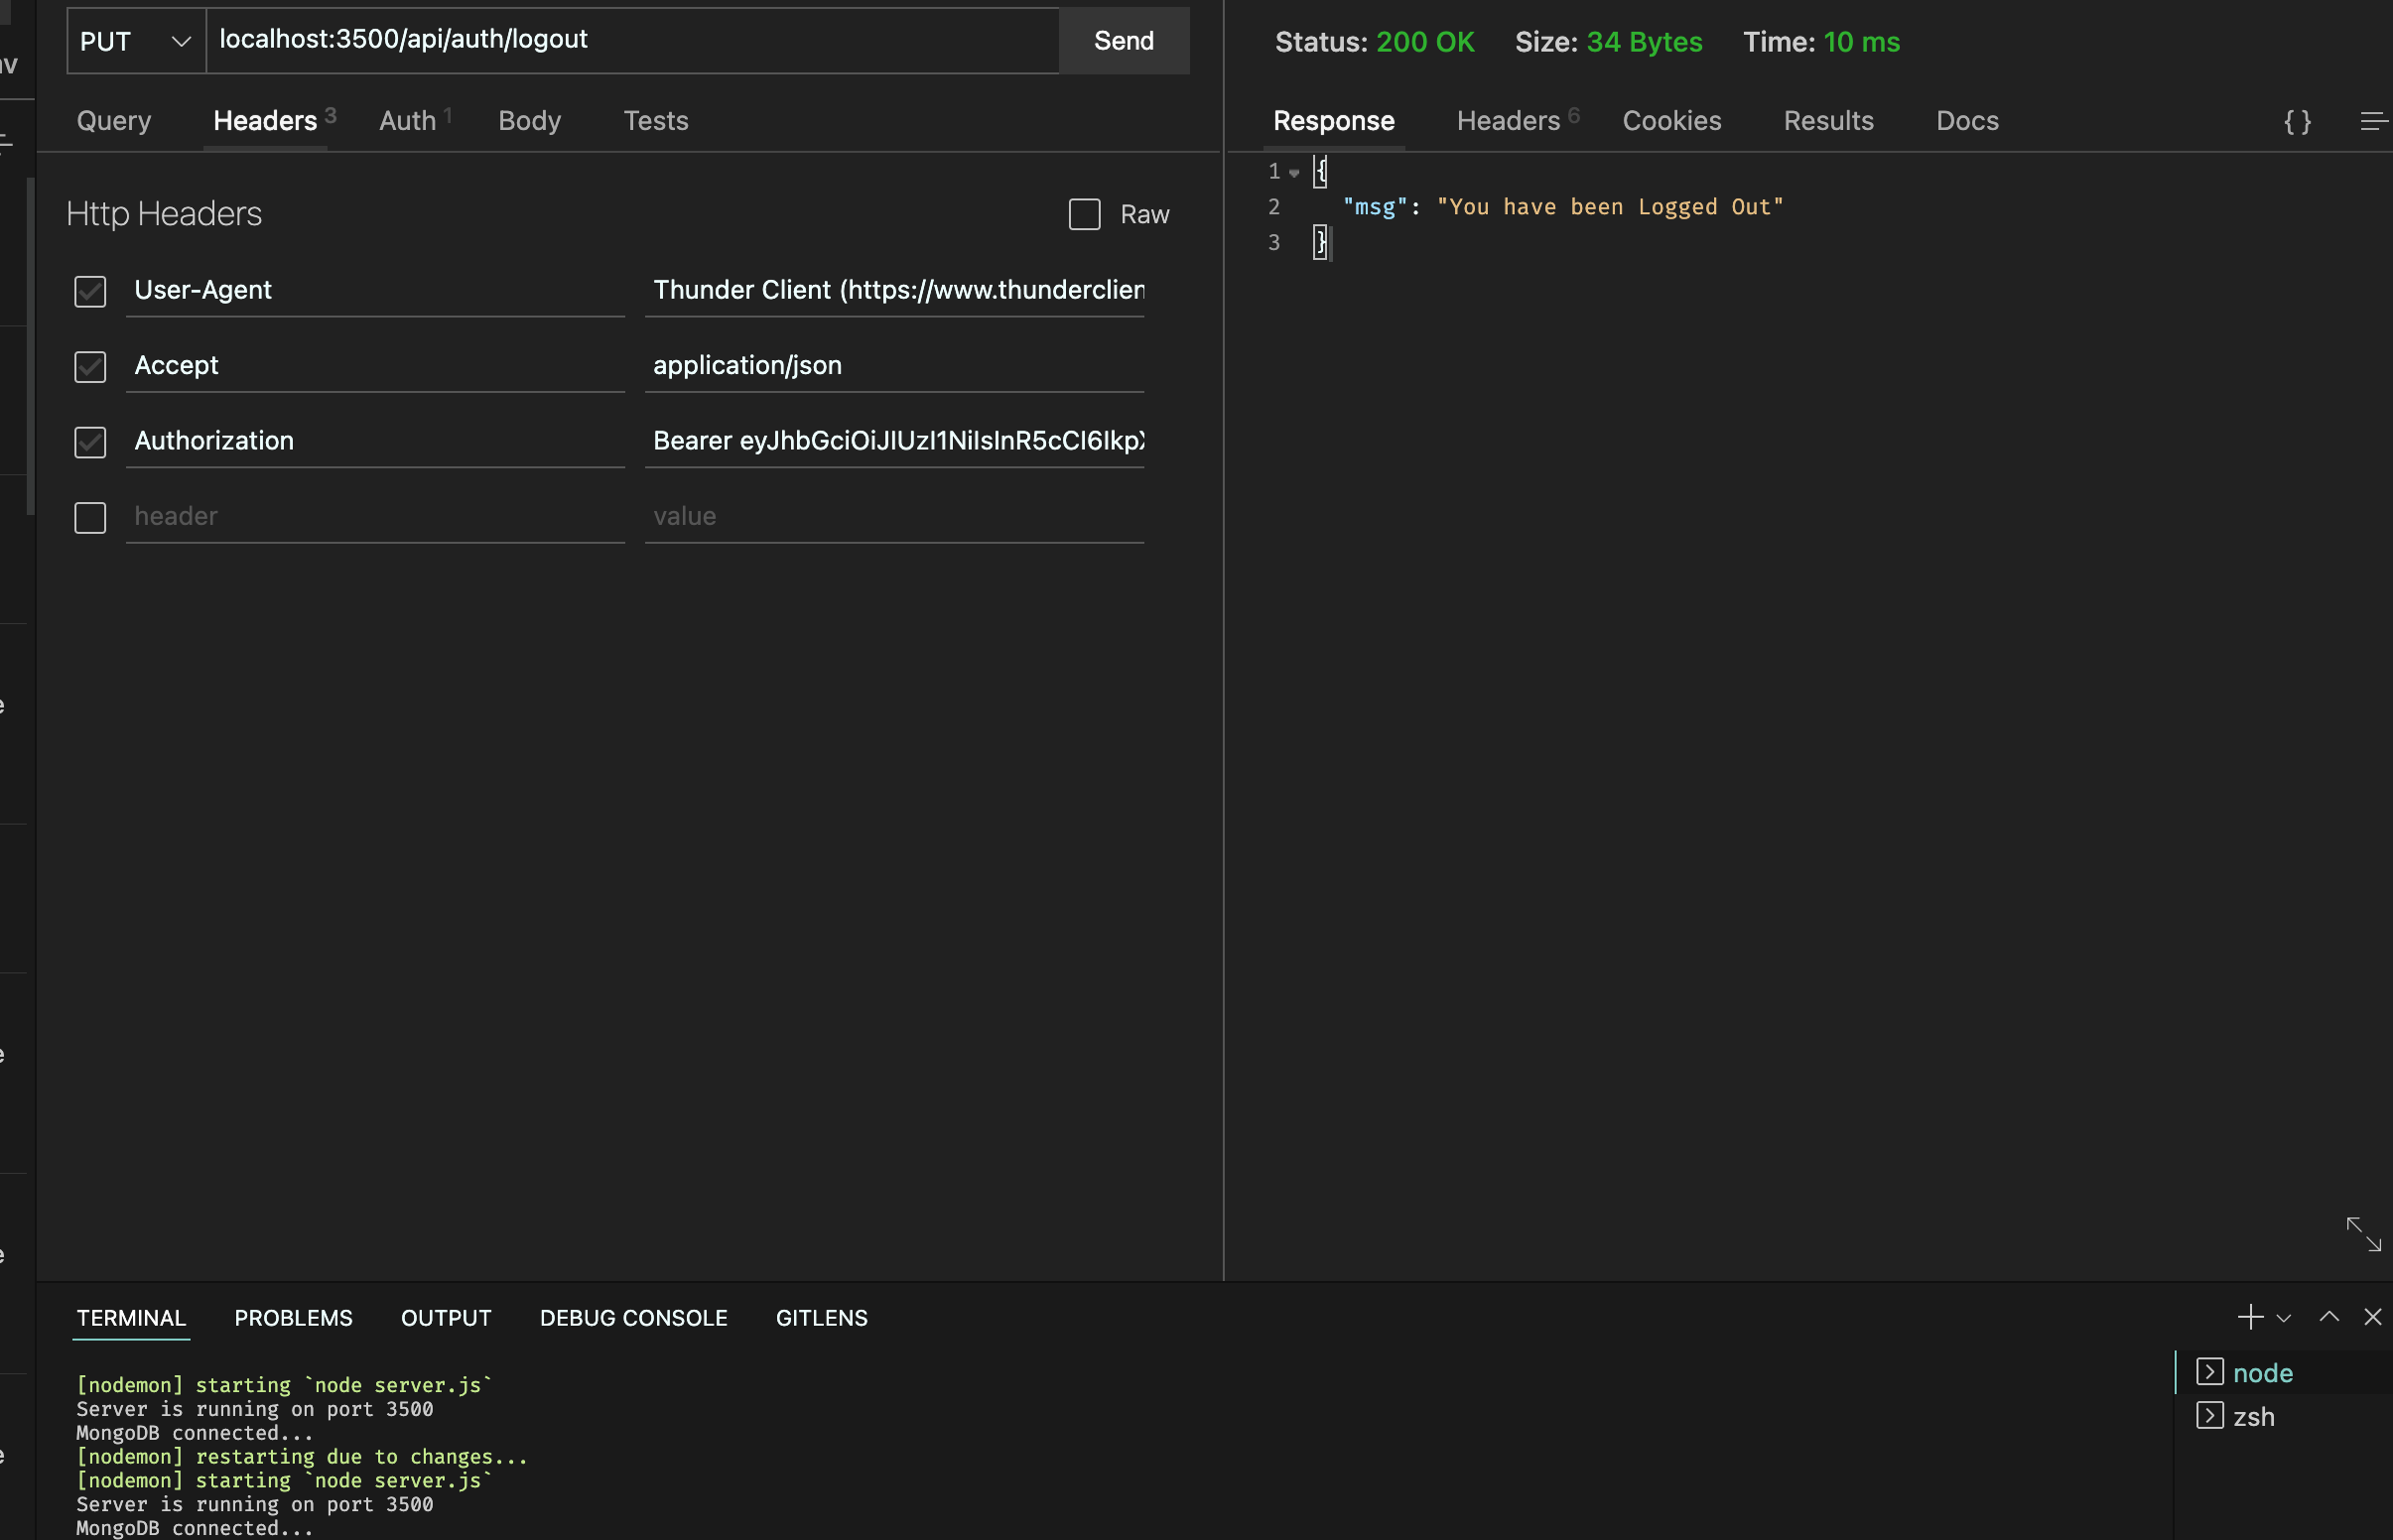 PUT
localhost:3500/api/auth/logout
Send
Query
Headers 3
Auth 1
Body
Tests
Http Headers
Raw
User-Agent
Thunder Client (https://www.thunderclien
Accept
application/json
Authorization
Bearer eyJhbGciOiJIUzI1NiIsInR5cCI6IkpX
header
value
Status: 200 OK
Size: 34 Bytes
Time: 10 ms
Response
Headers 6
Cookies
Results
Docs
{ }
1 {
2 "msg": "You have been Logged Out"
3 }
TERMINAL
PROBLEMS
OUTPUT
DEBUG CONSOLE
GITLENS
[nodemon] starting `node server.js`
Server is running on port 3500
MongoDB connected...
[nodemon] restarting due to changes...
[nodemon] starting `node server.js`
Server is running on port 3500
MongoDB connected...
node
zsh